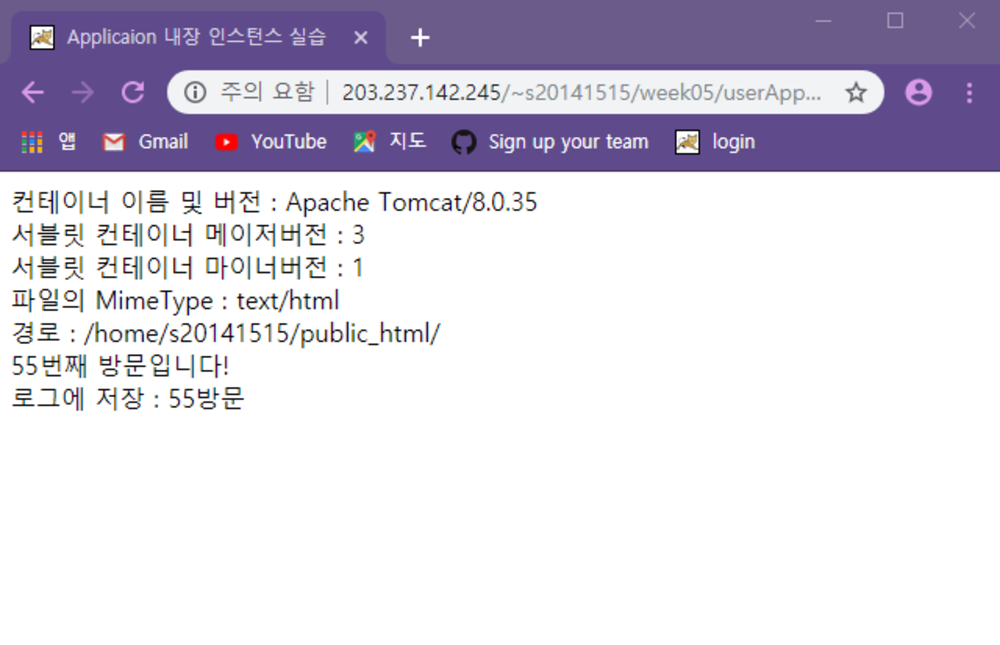 Applicaion 내장 인스턴스 실습
주의 요함 203.237.142.245/~s20141515/week05/userApp...
앱 Gmail YouTube 지도 Sign up your team login
컨테이너 이름 및 버전 : Apache Tomcat/8.0.35
서블릿 컨테이너 메이저버전 : 3
서블릿 컨테이너 마이너버전 : 1
파일의 MimeType : text/html
경로 : /home/s20141515/public_html/
55번째 방문입니다!
로그에 저장 : 55방문